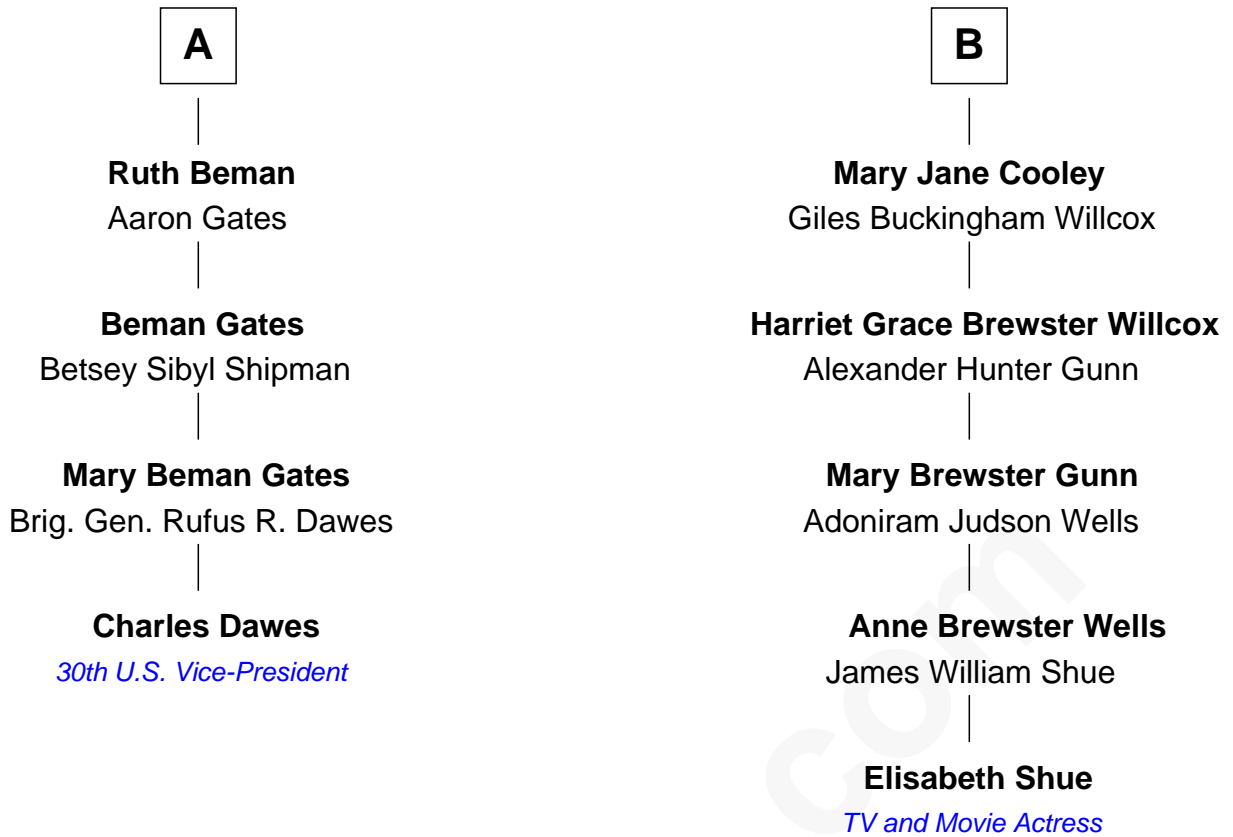 A
Ruth Beman
Aaron Gates
Beman Gates
Betsey Sibyl Shipman
Mary Beman Gates
Brig. Gen. Rufus R. Dawes
Charles Dawes
30th U.S. Vice-President
B
Mary Jane Cooley
Giles Buckingham Willcox
Harriet Grace Brewster Willcox
Alexander Hunter Gunn
Mary Brewster Gunn
Adoniram Judson Wells
Anne Brewster Wells
James William Shue
Elisabeth Shue
TV and Movie Actress
com